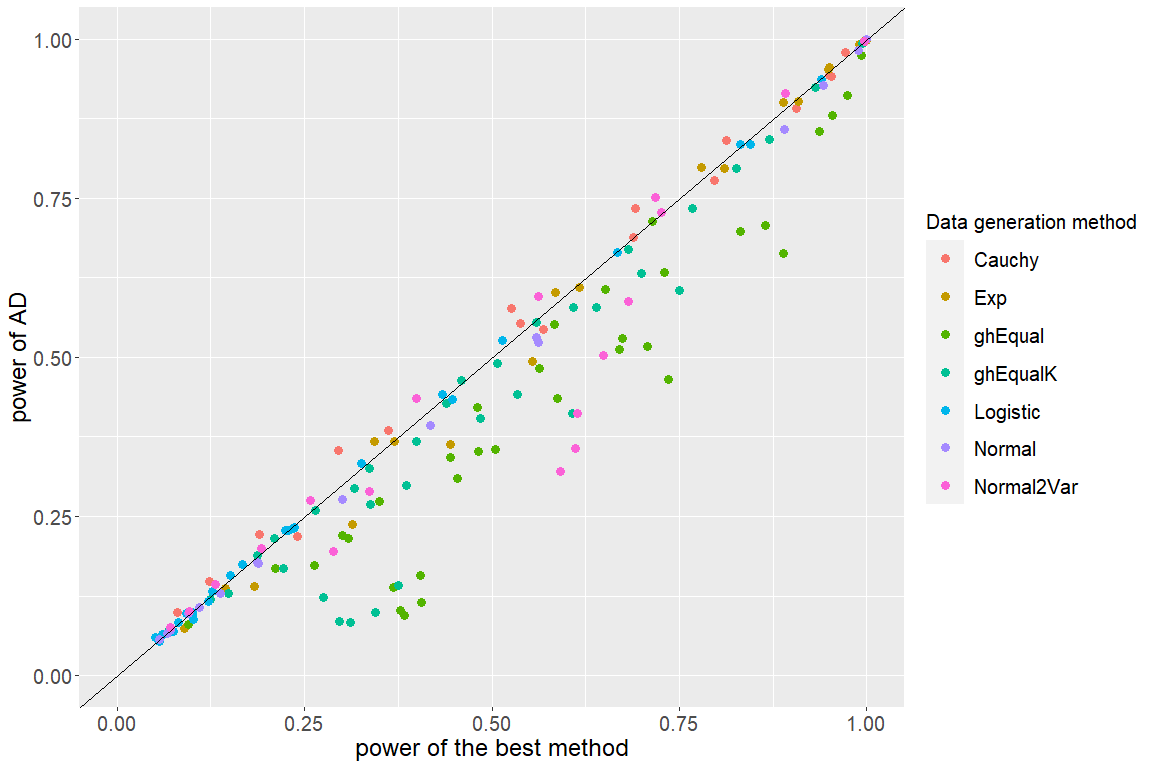 1.00
0.75
0.50
0.25
0.00
power of AD
0.00 0.25 0.50 0.75 1.00
power of the best method
Data generation method
Cauchy
Exp
ghEqual
ghEqualK
Logistic
Normal
Normal2Var